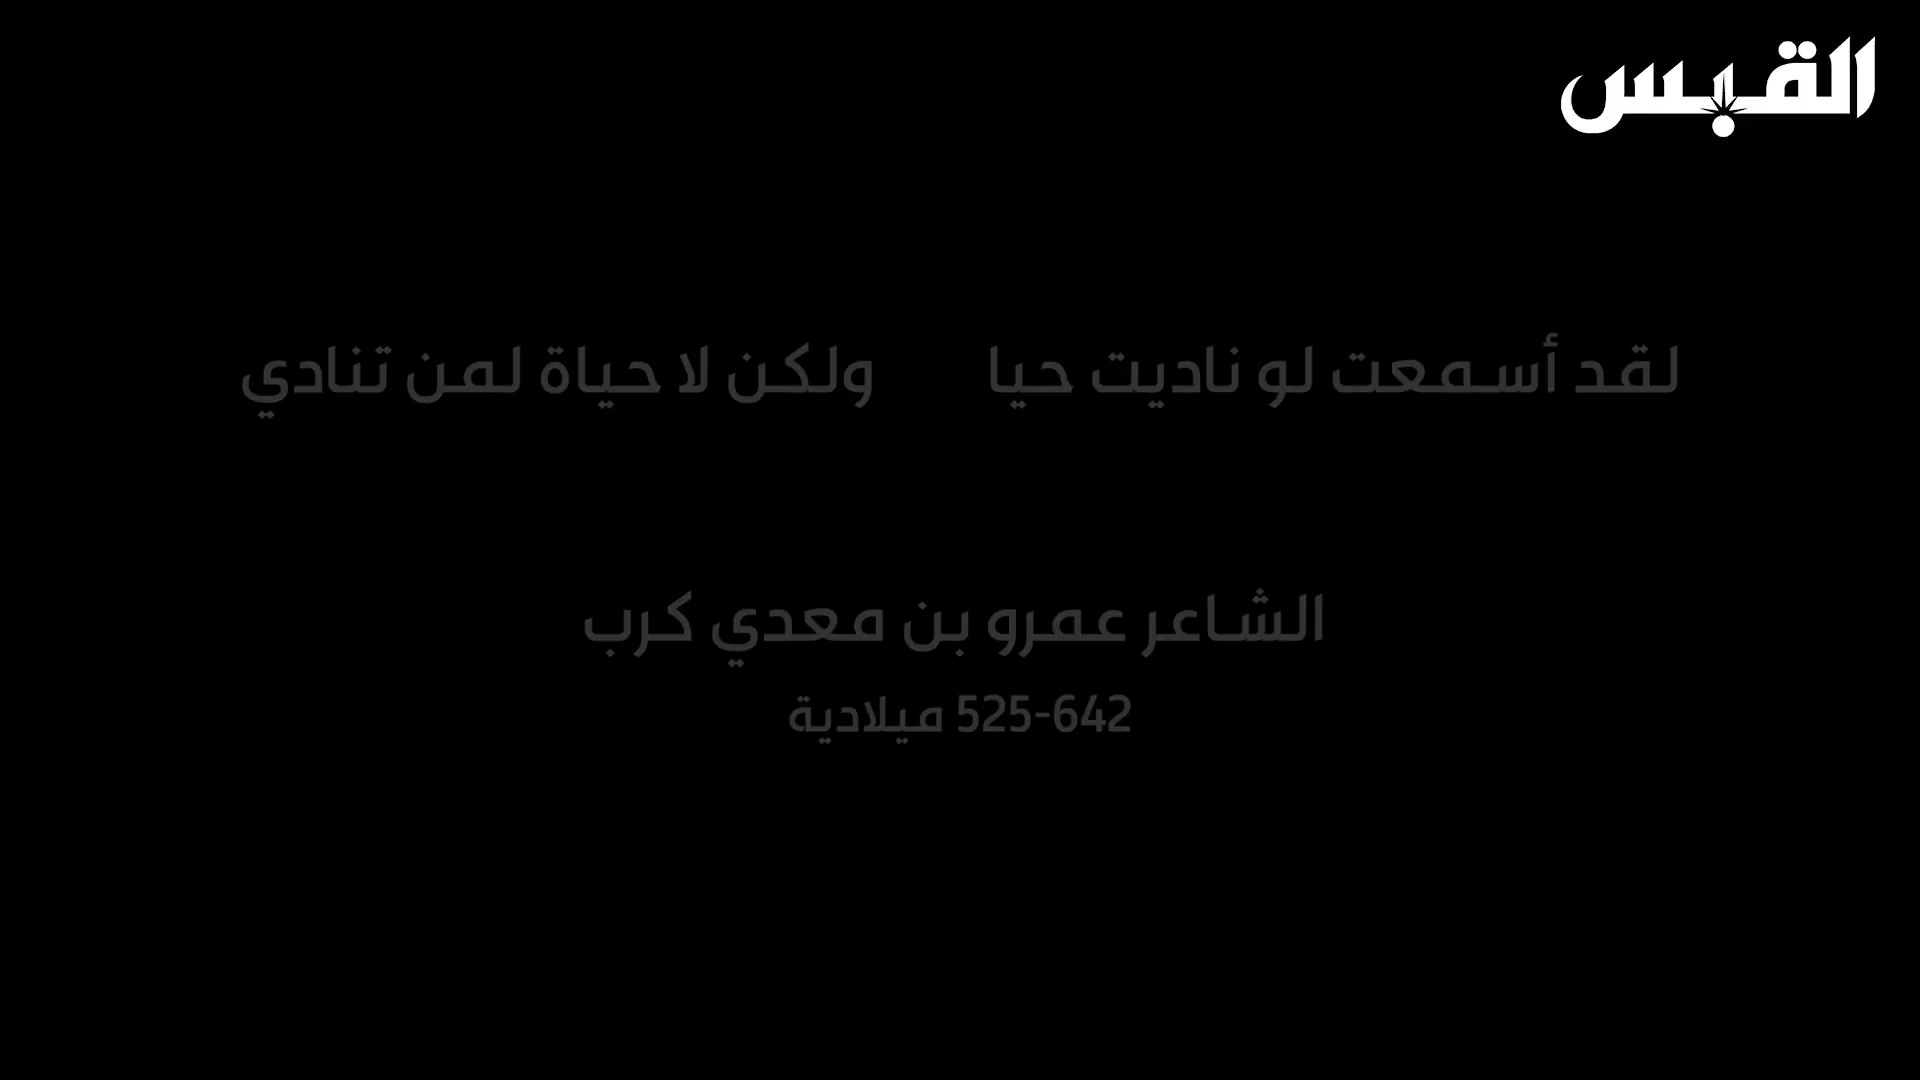 القبس
لقد أسمعت لو ناديت حيا ولكن لا حياة لمن تنادي
الشاعر عمرو بن معدي كرب
525-642 ميلادية